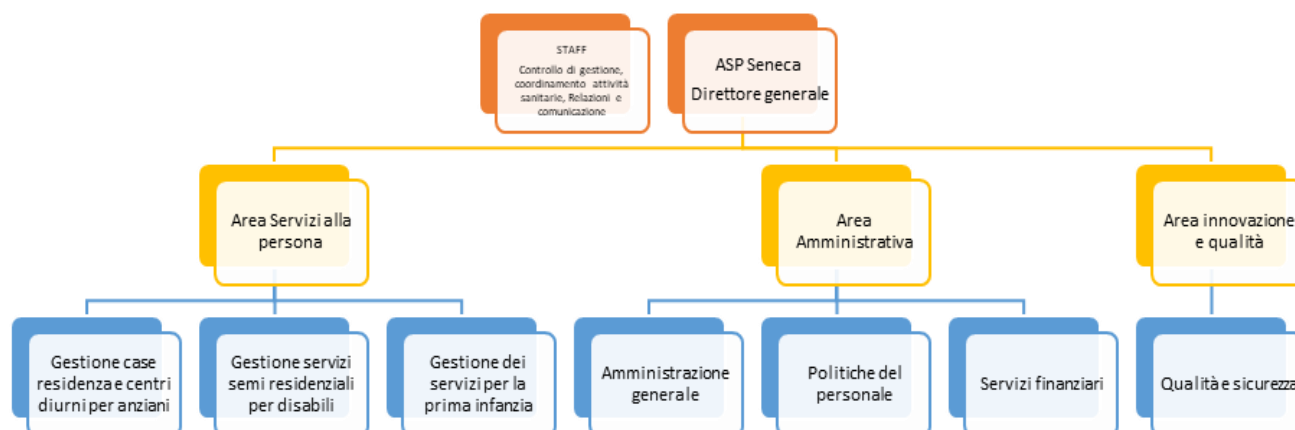 STAFF
Controllo di gestione,
coordinamento attività
sanitarie, Relazioni e
comunicazione
ASP Seneca
Direttore generale
Area Servizi alla
persona
Area
Amministrativa
Area innovazione
e qualità
Gestione case
residenza e centri
diurni per anziani
Gestione servizi
semi residenziali
per disabili
Gestione dei
servizi per la
prima infanzia
Amministrazione
generale
Politiche del
personale
Servizi finanziari
Qualità e sicurezza